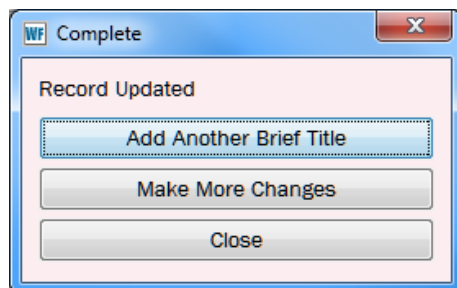 WF Complete
Record Updated
Add Another Brief Title
Make More Changes
Close